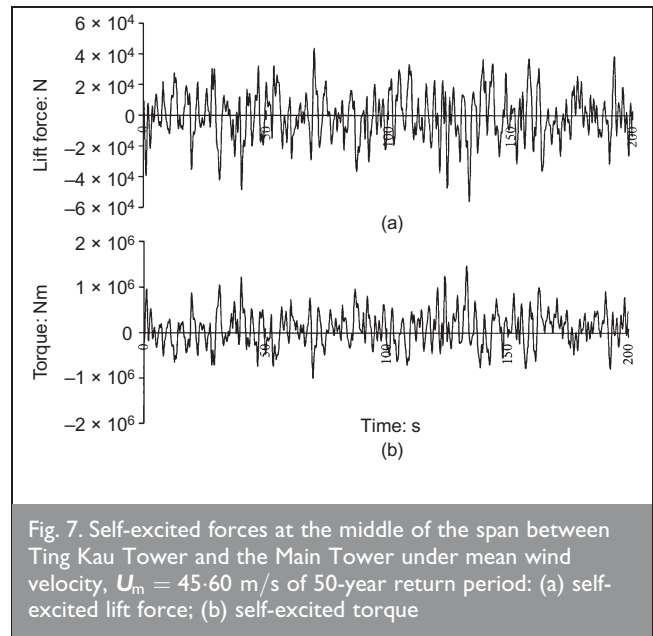 6 × 10⁴
4 × 10⁴
2 × 10⁴
0
−2 × 10⁴
−4 × 10⁴
−6 × 10⁴
Lift force: N
0
50
100
150
200
(a)
2 × 10⁶
1 × 10⁶
0
−1 × 10⁶
−2 × 10⁶
Torque: Nm
0
50
100
150
200
Time: s
(b)
Fig. 7. Self-excited forces at the middle of the span between
Ting Kau Tower and the Main Tower under mean wind
velocity, Uₘ = 45·60 m/s of 50-year return period: (a) self-
excited lift force; (b) self-excited torque